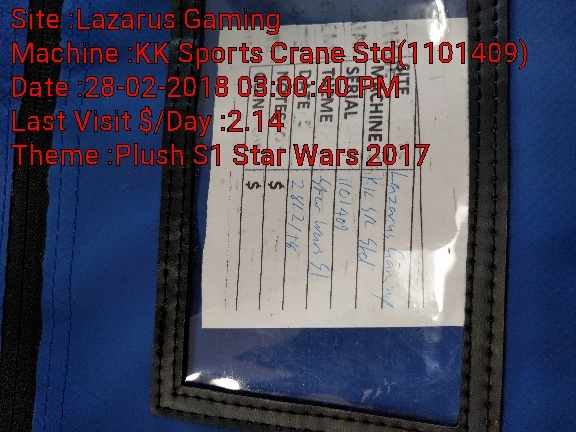 Site :Lazarus Gaming
Machine :KK Sports Crane Std(1101409)
Date :28-02-2018 03:00:40 PM
Last Visit $/Day :2.14
Theme :Plush S1 Star Wars 2017
SITE Lazarus Gaming
MACHINE KK S/C Std
SERIAL 1101409
THEME Star Wars S1
DATE 28/2/18
NOTES $
COIN $